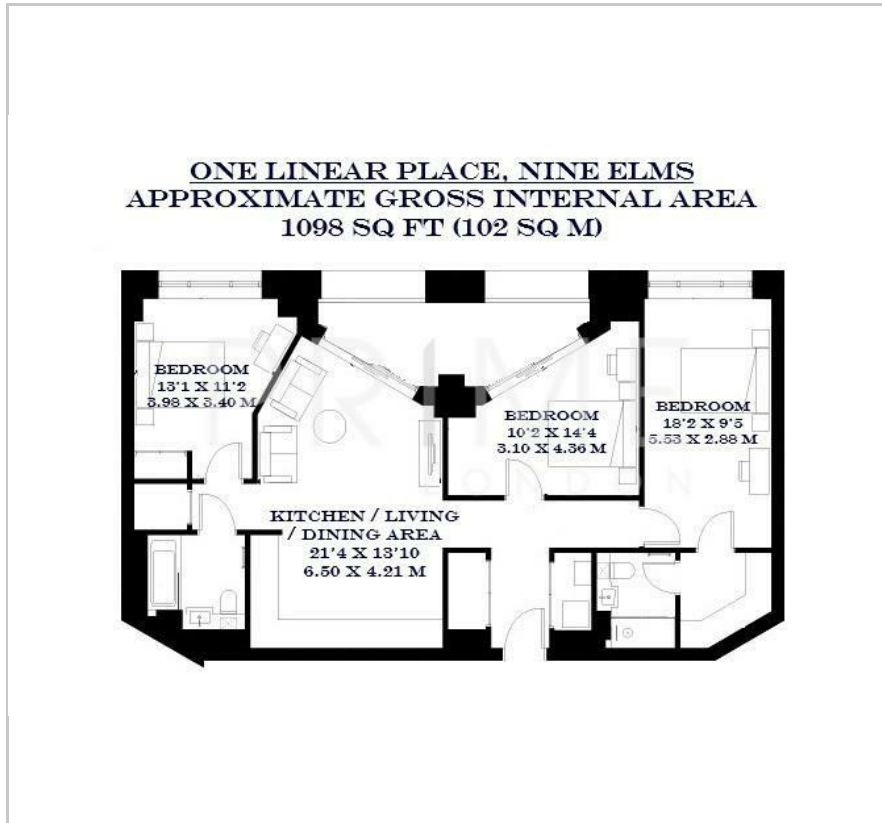 ONE LINEAR PLACE, NINE ELMS
APPROXIMATE GROSS INTERNAL AREA
1098 SQ FT (102 SQ M)
BEDROOM
13'1 X 11'2
3.98 X 3.40 M
BEDROOM
10'2 X 14'4
3.10 X 4.36 M
BEDROOM
18'2 X 9'5
5.53 X 2.88 M
KITCHEN / LIVING
/ DINING AREA
21'4 X 13'10
6.50 X 4.21 M
PRIME
LONDON